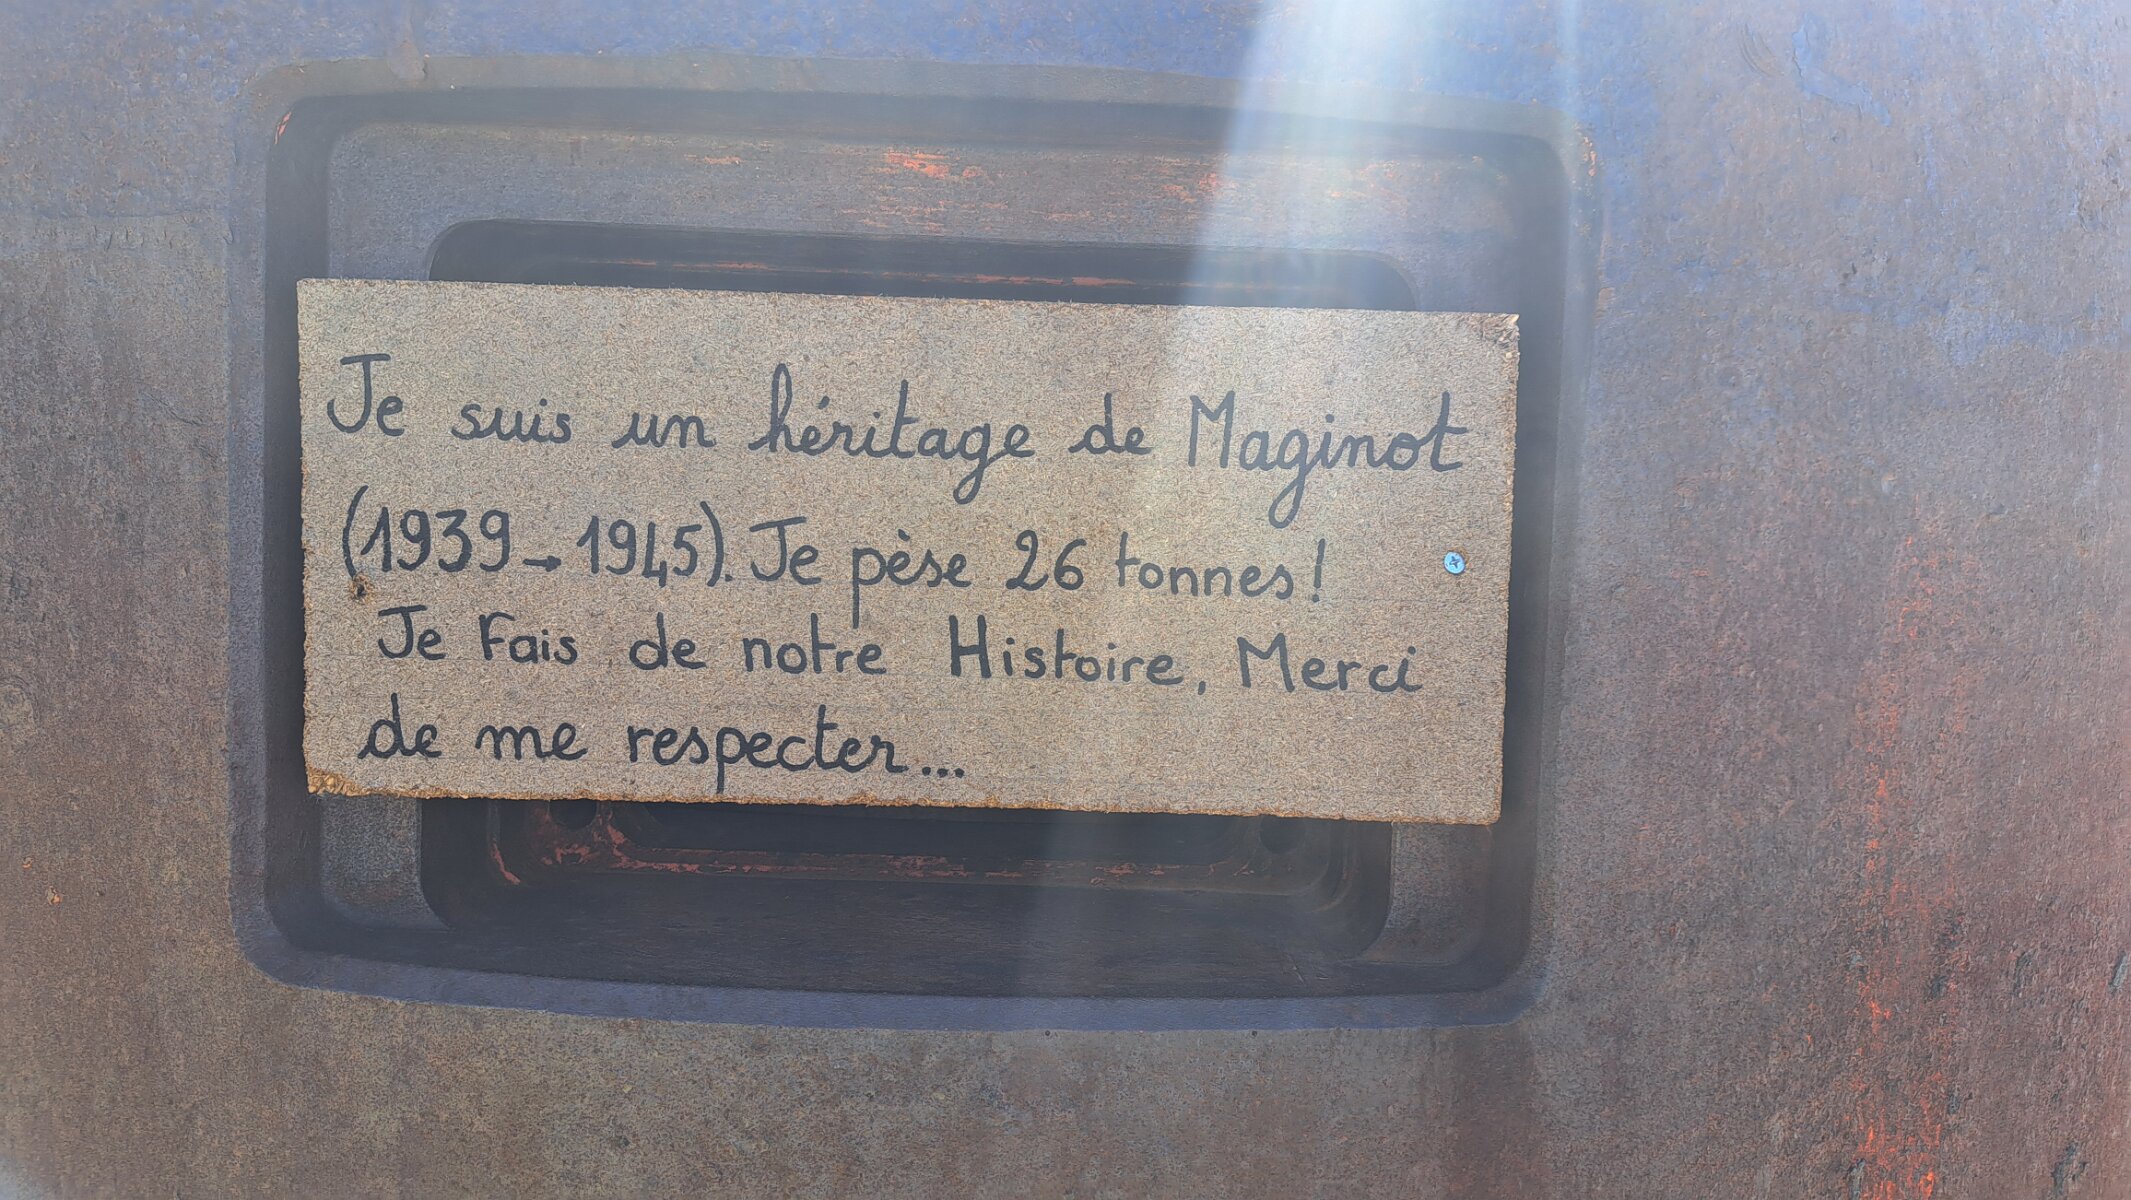 Je suis un héritage de Maginot
(1939→1945). Je pèse 26 tonnes!
Je Fais de notre Histoire, Merci
de me respecter...